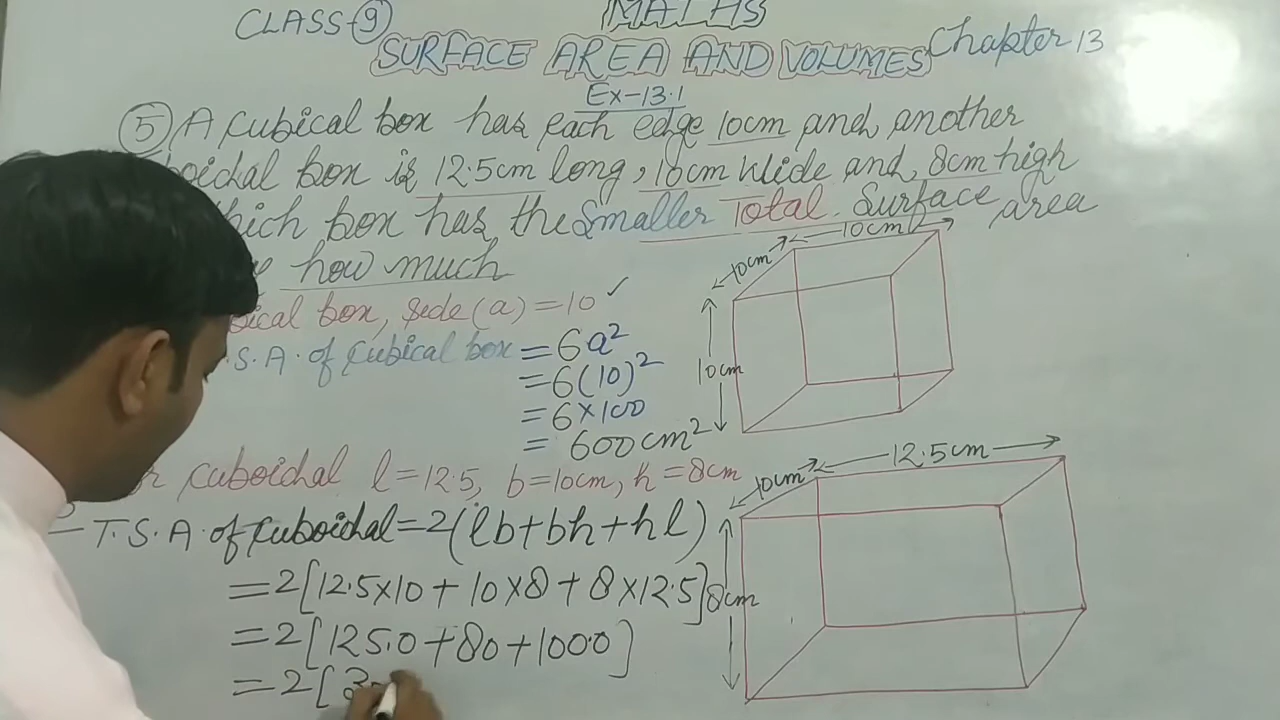 CLASS-9 MATHS
SURFACE AREA AND VOLUMES Chapter 13
Ex-13.1
5 A cubical box has each edge 10cm and another
box is 12.5cm long, 10cm wide and 8cm high
box has the smaller Total Surface area
how much
box, side (a) = 10 ✓
S.A. of cubical box = 6a²
= 6(10)²
= 6×100
= 600cm²
cuboidal l=12.5, b=10cm, h=8cm
T.S.A. of cuboidal = 2(lb+bh+hl)
=2[12.5×10 + 10×8 + 8×12.5]
=2[125.0+80+100.0]
=2[3
10cm
10cm
10cm
12.5cm
10cm
8cm